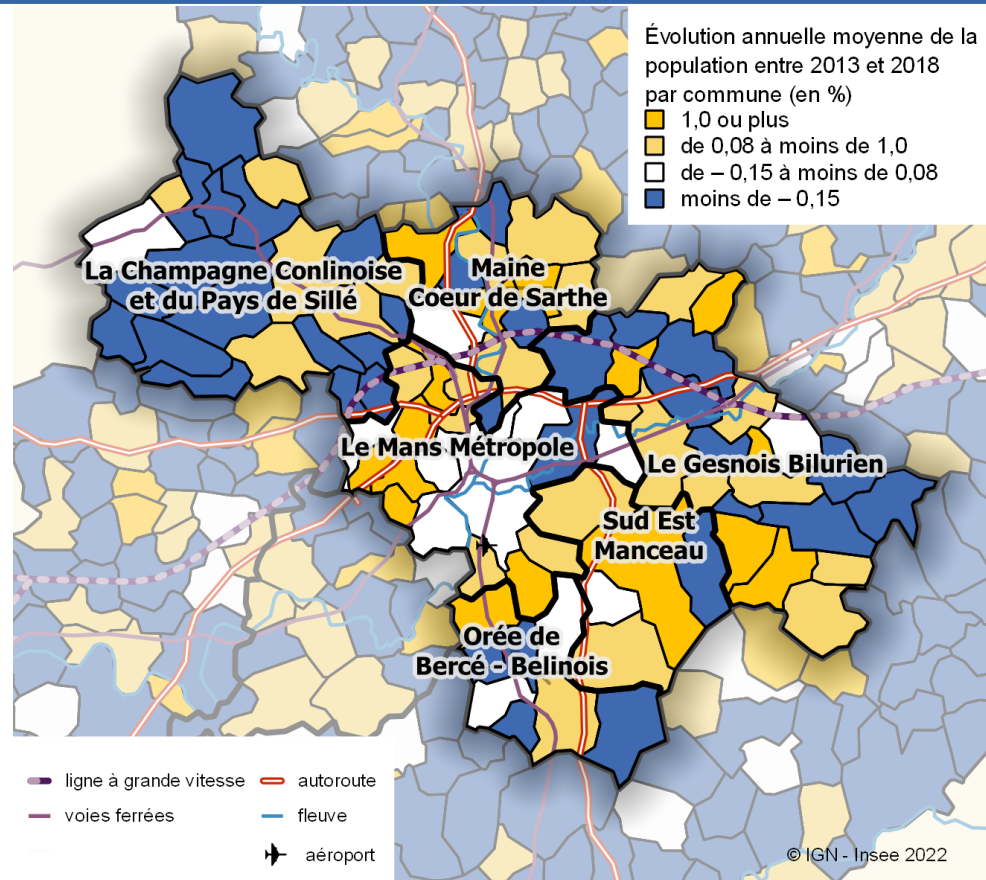 Évolution annuelle moyenne de la
population entre 2013 et 2018
par commune (en %)
1,0 ou plus
de 0,08 à moins de 1,0
de – 0,15 à moins de 0,08
moins de – 0,15
La Champagne Conlinoise
et du Pays de Sillé
Maine
Coeur de Sarthe
Le Mans Métropole
Le Gesnois Bilurien
Sud Est
Manceau
Orée de
Bercé - Belinois
ligne à grande vitesse
autoroute
voies ferrées
fleuve
aéroport
© IGN - Insee 2022